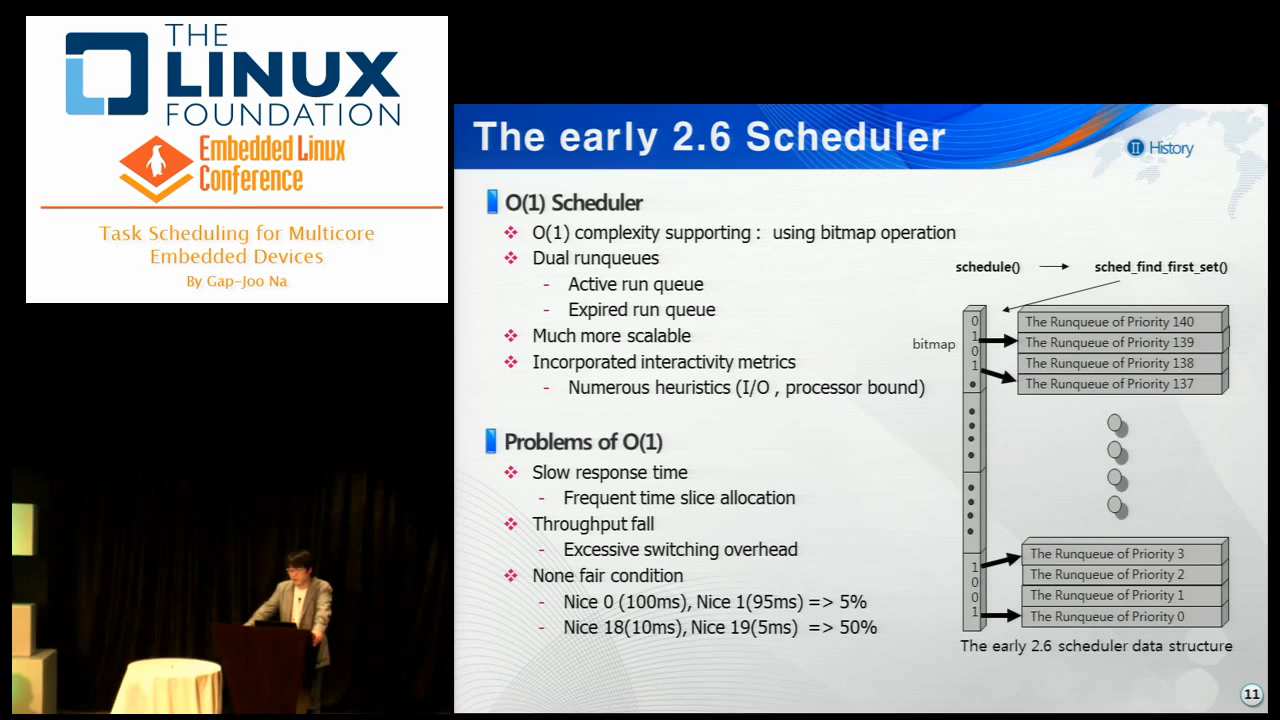 THE
LINUX
FOUNDATION
Embedded Linux
Conference
Task Scheduling for Multicore
Embedded Devices
By Gap-Joo Na
The early 2.6 Scheduler
II History
O(1) Scheduler
❖ O(1) complexity supporting : using bitmap operation
❖ Dual runqueues
- Active run queue
- Expired run queue
❖ Much more scalable
❖ Incorporated interactivity metrics
- Numerous heuristics (I/O , processor bound)
Problems of O(1)
❖ Slow response time
- Frequent time slice allocation
❖ Throughput fall
- Excessive switching overhead
❖ None fair condition
- Nice 0 (100ms), Nice 1(95ms) => 5%
- Nice 18(10ms), Nice 19(5ms) => 50%
schedule()
sched_find_first_set()
bitmap
0
1
0
1
The Runqueue of Priority 140
The Runqueue of Priority 139
The Runqueue of Priority 138
The Runqueue of Priority 137
1
0
0
1
The Runqueue of Priority 3
The Runqueue of Priority 2
The Runqueue of Priority 1
The Runqueue of Priority 0
The early 2.6 scheduler data structure
11